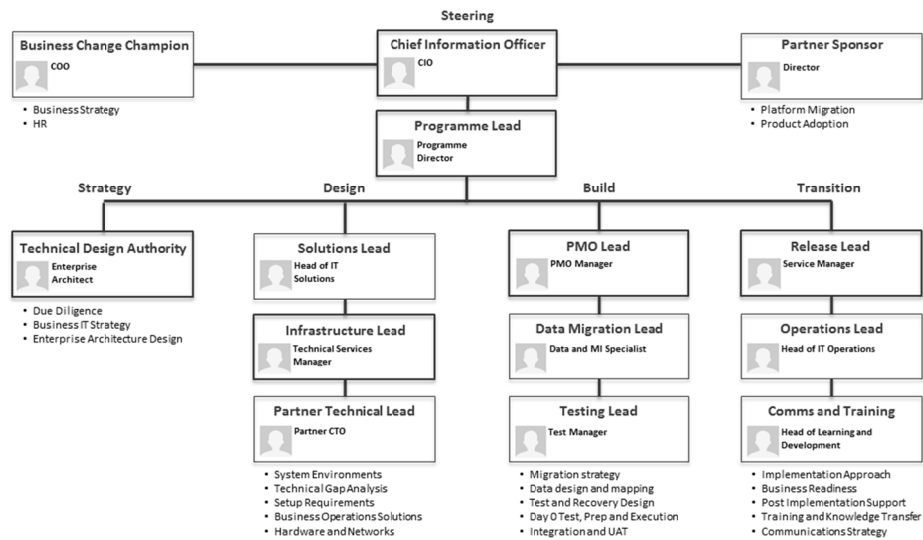 Steering
Business Change Champion
COO
• Business Strategy
• HR
Chief Information Officer
CIO
Partner Sponsor
Director
• Platform Migration
• Product Adoption
Programme Lead
Programme
Director
Strategy
Design
Build
Transition
Technical Design Authority
Enterprise
Architect
• Due Diligence
• Business IT Strategy
• Enterprise Architecture Design
Solutions Lead
Head of IT
Solutions
Infrastructure Lead
Technical Services
Manager
Partner Technical Lead
Partner CTO
• System Environments
• Technical Gap Analysis
• Setup Requirements
• Business Operations Solutions
• Hardware and Networks
PMO Lead
PMO Manager
Data Migration Lead
Data and MI Specialist
Testing Lead
Test Manager
• Migration strategy
• Data design and mapping
• Test and Recovery Design
• Day 0 Test, Prep and Execution
• Integration and UAT
Release Lead
Service Manager
Operations Lead
Head of IT Operations
Comms and Training
Head of Learning and
Development
• Implementation Approach
• Business Readiness
• Post Implementation Support
• Training and Knowledge Transfer
• Communications Strategy